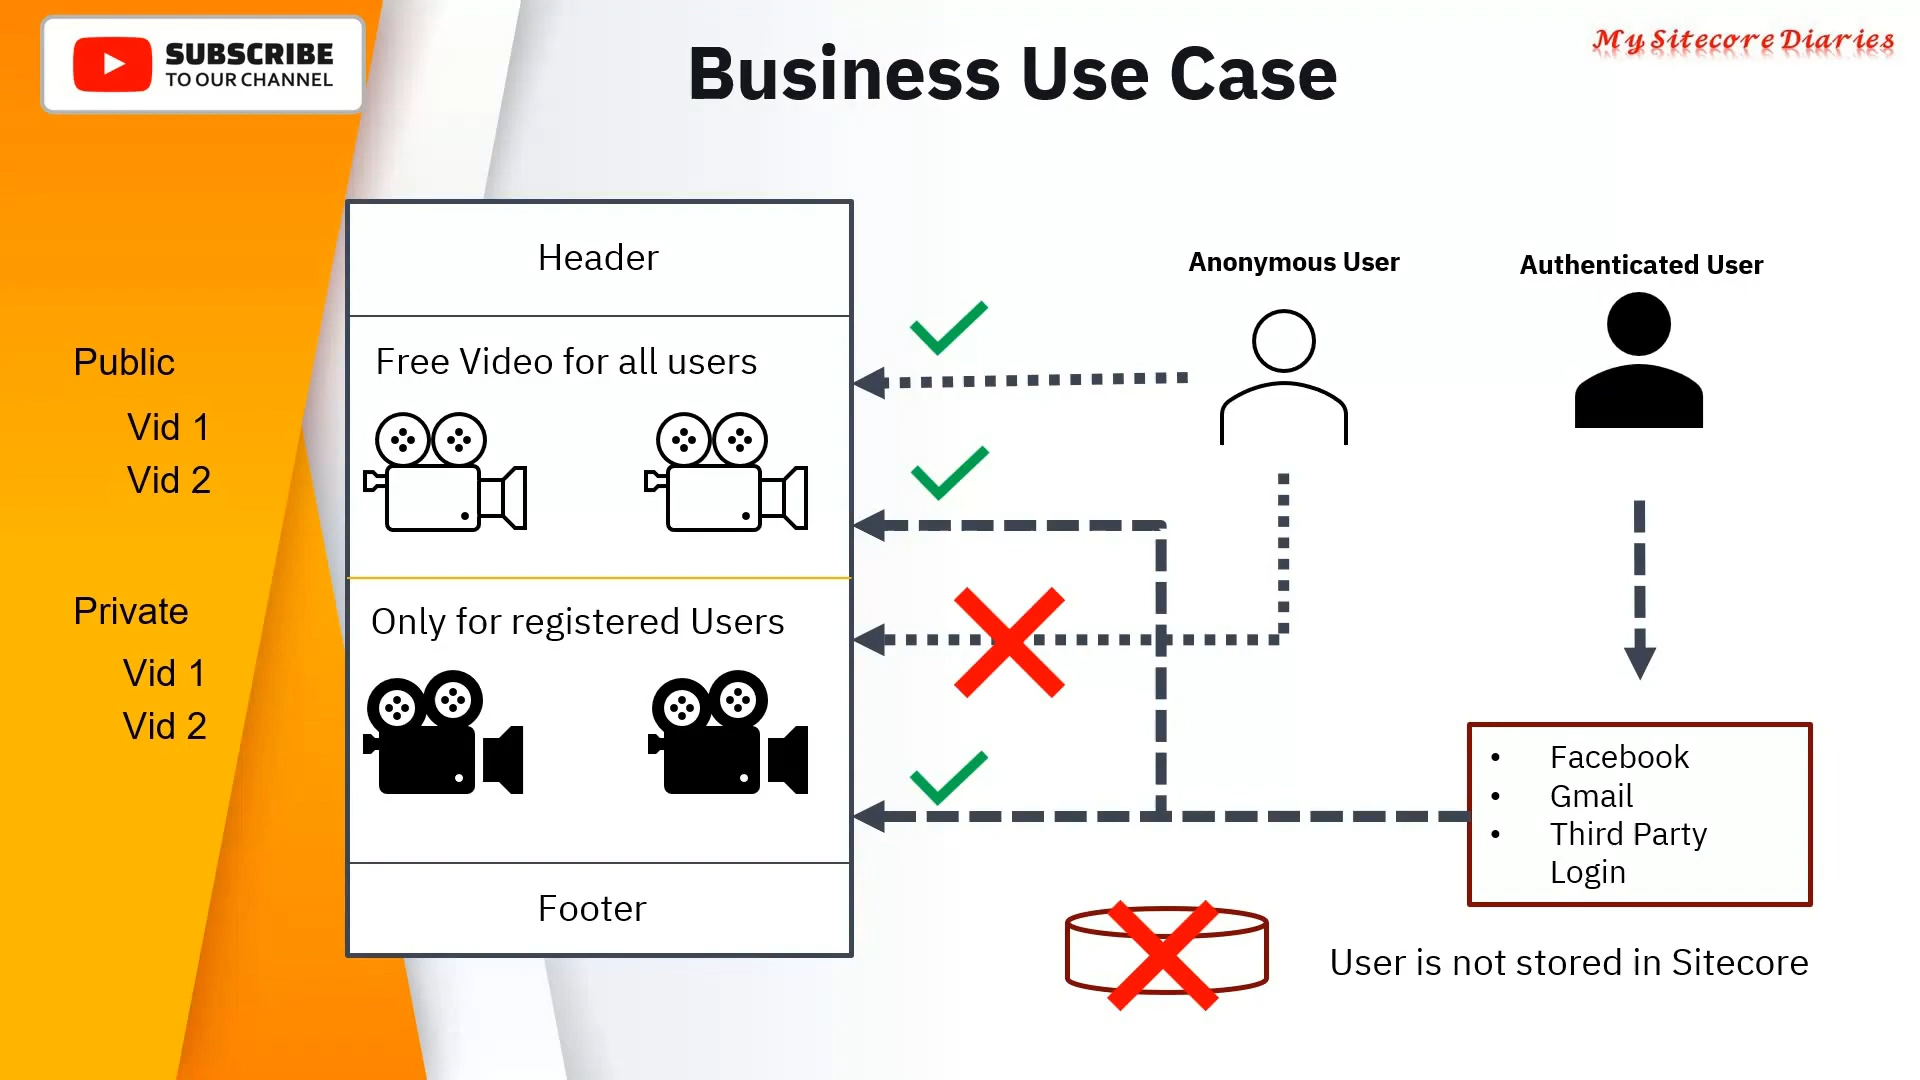 SUBSCRIBE
TO OUR CHANNEL
Business Use Case
My Sitecore Diaries
Header
Anonymous User
Authenticated User
Public
Vid 1
Vid 2
Free Video for all users
Private
Vid 1
Vid 2
Only for registered Users
• Facebook
• Gmail
• Third Party
Login
Footer
User is not stored in Sitecore